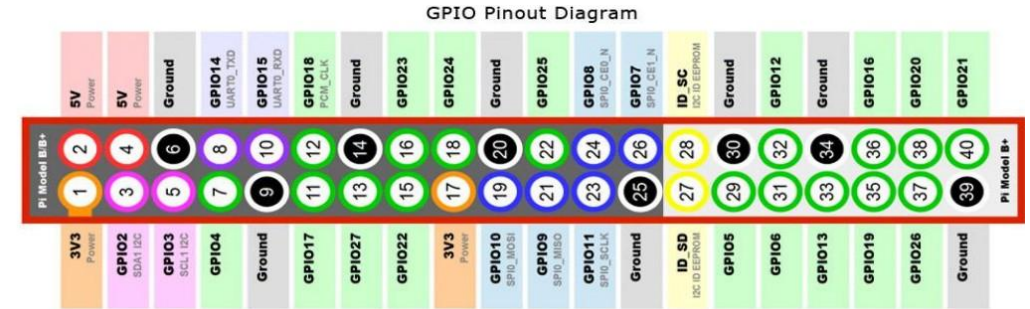 GPIO Pinout Diagram
5V Power
5V Power
Ground
GPIO14 UART0_TXD
GPIO15 UART0_RXD
GPIO18 PCM_CLK
Ground
GPIO23
GPIO24
Ground
GPIO25
GPIO8 SPI0_CE0_N
GPIO7 SPI0_CE1_N
ID_SC I2C ID EEPROM
Ground
GPIO12
Ground
GPIO16
GPIO20
GPIO21
Pi Model B/B+
2 4 6 8 10 12 14 16 18 20 22 24 26 28 30 32 34 36 38 40
1 3 5 7 9 11 13 15 17 19 21 23 25 27 29 31 33 35 37 39
Pi Model B+
3V3 Power
GPIO2 SDA1 I2C
GPIO3 SCL1 I2C
GPIO4
Ground
GPIO17
GPIO27
GPIO22
3V3 Power
GPIO10 SPI0_MOSI
GPIO9 SPI0_MISO
GPIO11 SPI0_SCLK
Ground
ID_SD I2C ID EEPROM
GPIO5
GPIO6
GPIO13
GPIO19
GPIO26
Ground